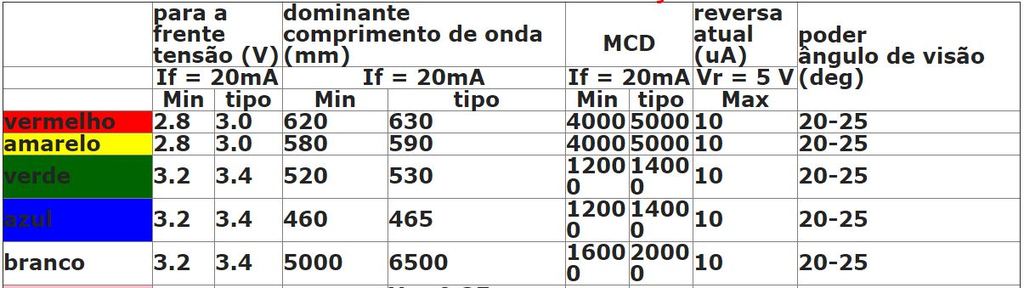 para a frente tensão (V) dominante comprimento de onda (mm) MCD reversa atual (uA) poder ângulo de visão (deg)
If = 20mA If = 20mA If = 20mA Vr = 5 V
Min tipo Min tipo Min tipo Max
vermelho 2.8 3.0 620 630 4000 5000 10 20-25
amarelo 2.8 3.0 580 590 4000 5000 10 20-25
verde 3.2 3.4 520 530 12000 14000 10 20-25
azul 3.2 3.4 460 465 12000 14000 10 20-25
branco 3.2 3.4 5000 6500 16000 20000 10 20-25